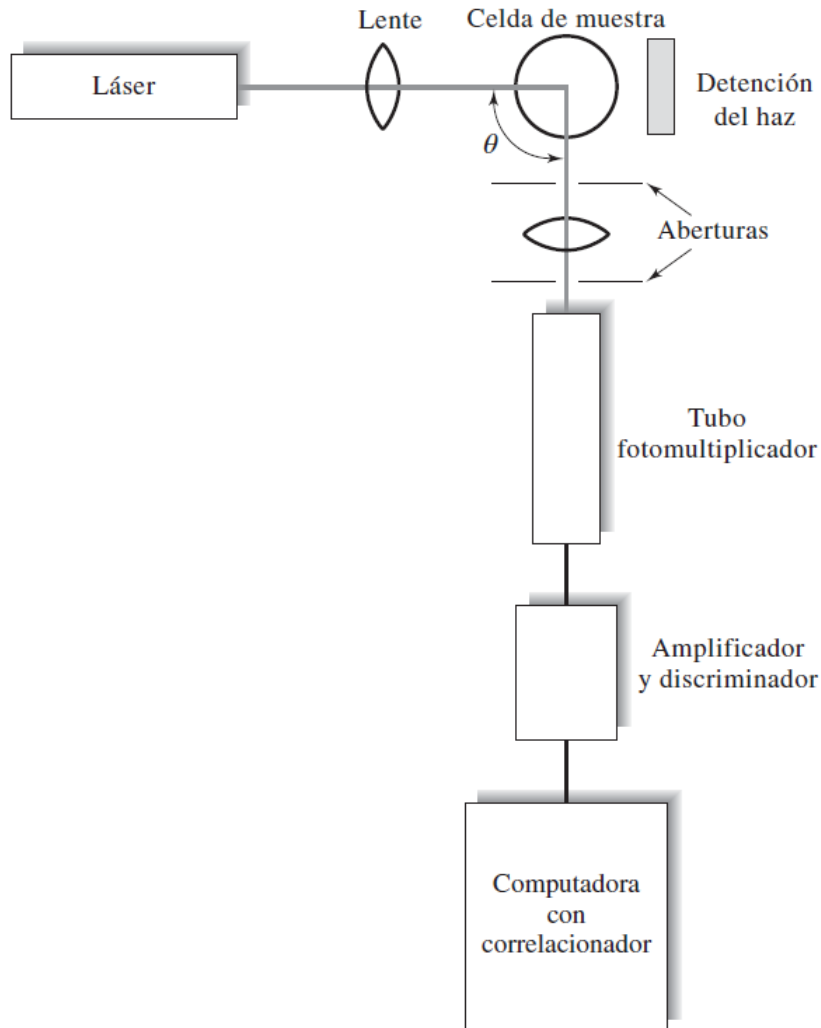 Lente
Celda de muestra
Láser
Detención
del haz
θ
Aberturas
Tubo
fotomultiplicador
Amplificador
y discriminador
Computadora
con
correlacionador